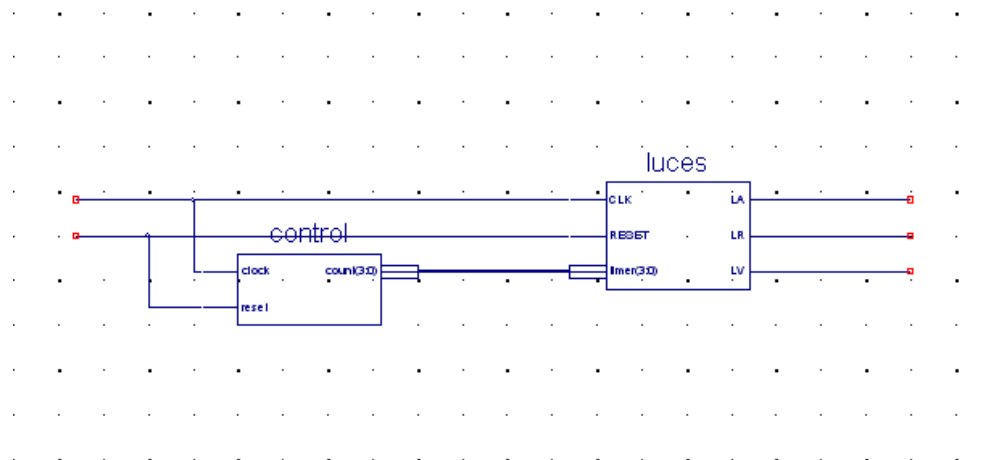 luces
CLK LA
control
RESET LR
clock count(3:0) timer(3:0) LV
reset